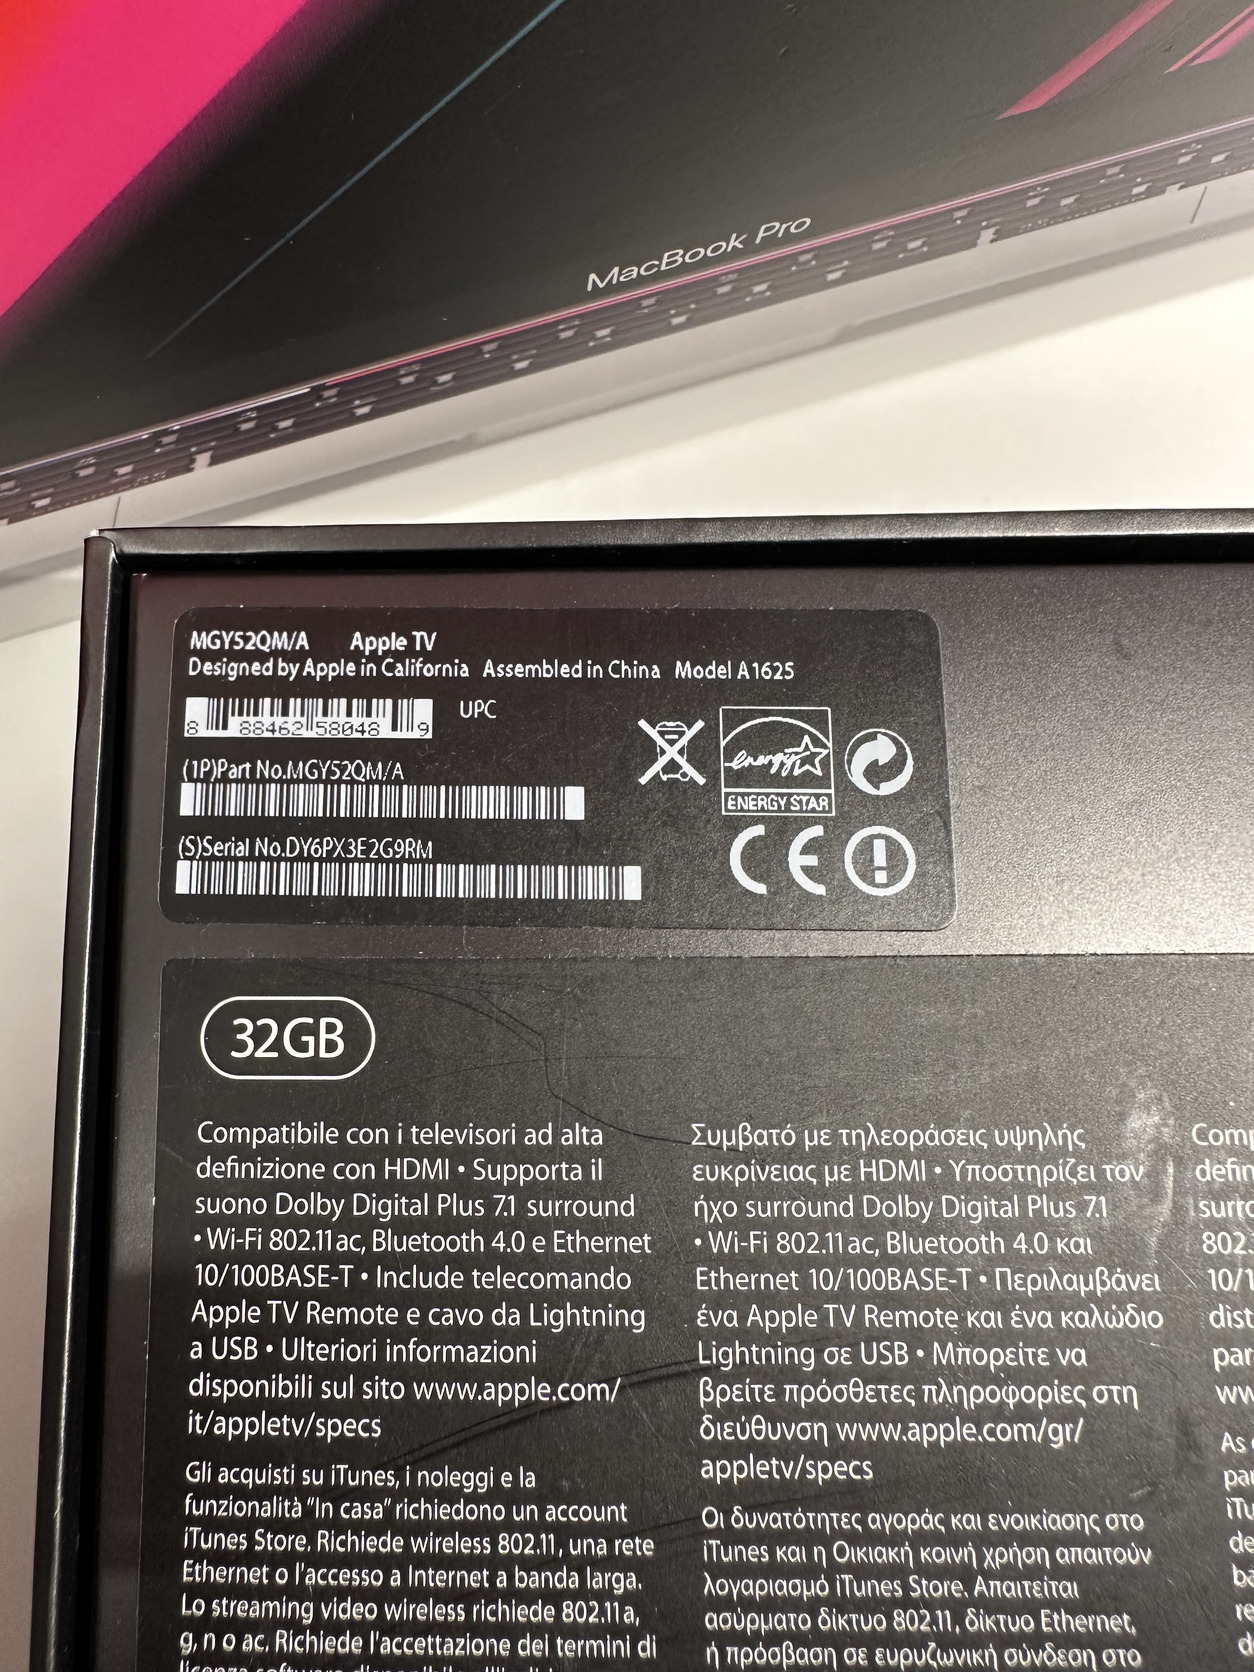 MacBook Pro
MGY52QM/A Apple TV
Designed by Apple in California Assembled in China Model A1625
8 88462 58048 9 UPC
(1P)Part No.MGY52QM/A
(S)Serial No.DY6PX3E2G9RM
energy
ENERGY STAR
CE
32GB
Compatibile con i televisori ad alta
definizione con HDMI • Supporta il
suono Dolby Digital Plus 7.1 surround
• Wi-Fi 802.11ac, Bluetooth 4.0 e Ethernet
10/100BASE-T • Include telecomando
Apple TV Remote e cavo da Lightning
a USB • Ulteriori informazioni
disponibili sul sito www.apple.com/
it/appletv/specs
Gli acquisti su iTunes, i noleggi e la
funzionalità "In casa" richiedono un account
iTunes Store. Richiede wireless 802.11, una rete
Ethernet o l'accesso a Internet a banda larga.
Lo streaming video wireless richiede 802.11a,
g, n o ac. Richiede l'accettazione dei termini di
Συμβατό με τηλεοράσεις υψηλής
ευκρίνειας με HDMI • Υποστηρίζει τον
ήχο surround Dolby Digital Plus 7.1
• Wi-Fi 802.11ac, Bluetooth 4.0 και
Ethernet 10/100BASE-T • Περιλαμβάνει
ένα Apple TV Remote και ένα καλώδιο
Lightning σε USB • Μπορείτε να
βρείτε πρόσθετες πληροφορίες στη
διεύθυνση www.apple.com/gr/
appletv/specs
Οι δυνατότητες αγοράς και ενοικίασης στο
iTunes και η Οικιακή κοινή χρήση απαιτούν
λογαριασμό iTunes Store. Απαιτείται
ασύρματο δίκτυο 802.11, δίκτυο Ethernet,
ή πρόσβαση σε ευρυζωνική σύνδεση στο